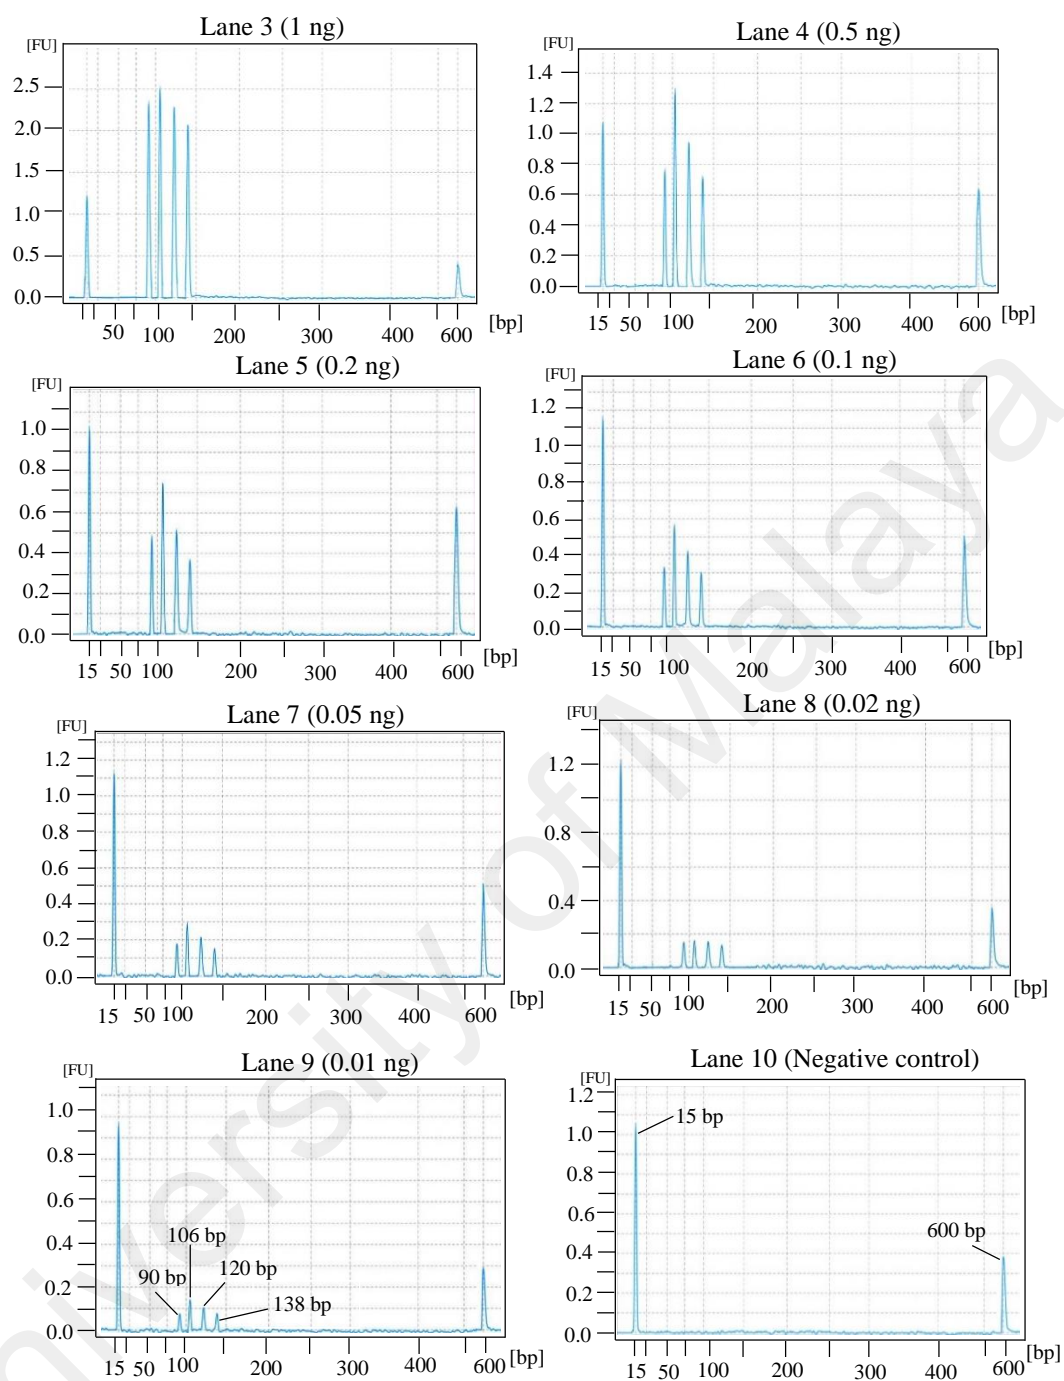 Lane 3 (1 ng)
[FU]
2.5
2.0
1.5
1.0
0.5
0.0
50 100 200 300 400 600 [bp]
Lane 4 (0.5 ng)
[FU]
1.4
1.2
1.0
0.8
0.6
0.4
0.2
0.0
15 50 100 200 300 400 600 [bp]
Lane 5 (0.2 ng)
[FU]
1.0
0.8
0.6
0.4
0.2
0.0
15 50 100 200 300 400 600 [bp]
Lane 6 (0.1 ng)
[FU]
1.2
1.0
0.8
0.6
0.4
0.2
0.0
15 50 100 200 300 400 600 [bp]
Lane 7 (0.05 ng)
[FU]
1.2
1.0
0.8
0.6
0.4
0.2
0.0
15 50 100 200 300 400 600 [bp]
Lane 8 (0.02 ng)
[FU]
1.2
0.8
0.4
0.0
15 50 100 200 300 400 600 [bp]
Lane 9 (0.01 ng)
[FU]
1.0
0.8
0.6
0.4
0.2
0.0
106 bp
90 bp
120 bp
138 bp
15 50 100 200 300 400 600 [bp]
Lane 10 (Negative control)
[FU]
1.2
1.0
0.8
0.6
0.4
0.2
0.0
15 bp
600 bp
15 50 100 200 300 400 600 [bp]
University of Malaya